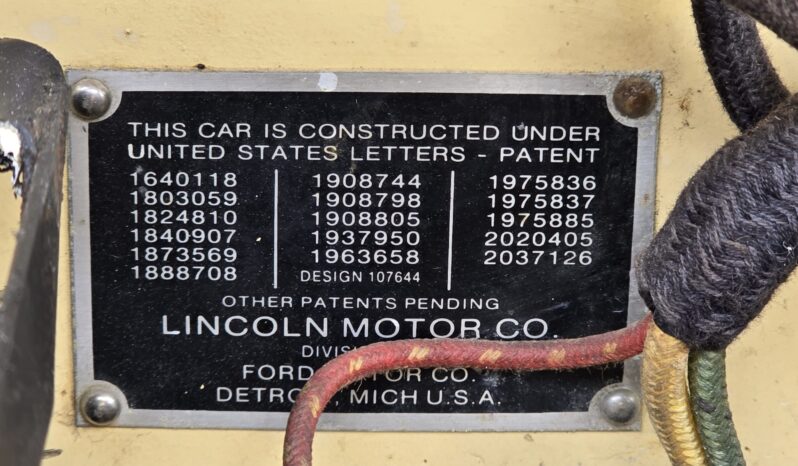 THIS CAR IS CONSTRUCTED UNDER
UNITED STATES LETTERS - PATENT
1640118 1908744 1975836
1803059 1908798 1975837
1824810 1908805 1975885
1840907 1937950 2020405
1873569 1963658 2037126
1888708 DESIGN 107644
OTHER PATENTS PENDING
LINCOLN MOTOR CO.
FORD CO.
MICH U.S.A.